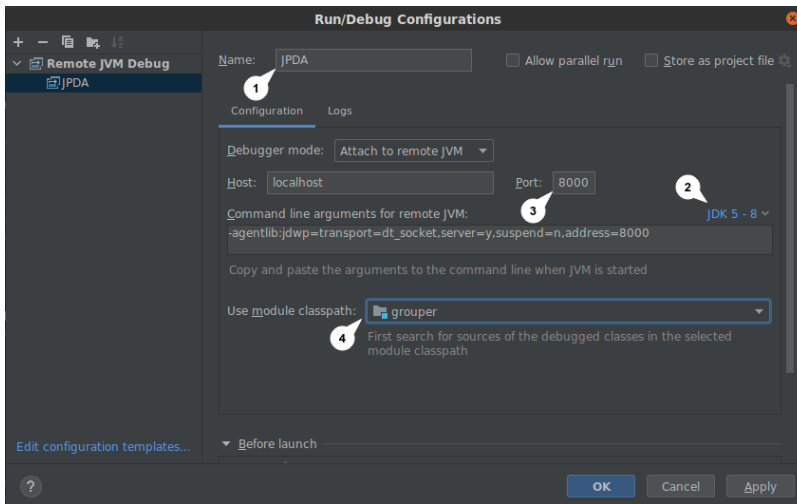 Run/Debug Configurations
Remote JVM Debug
JPDA
Edit configuration templates...
Name: JPDA
Allow parallel run
Store as project file
1
Configuration Logs
Debugger mode: Attach to remote JVM
Host: localhost Port: 8000
2
3
Command line arguments for remote JVM: JDK 5 - 8
-agentlib:jdwp=transport=dt_socket,server=y,suspend=n,address=8000
Copy and paste the arguments to the command line when JVM is started
Use module classpath: grouper
4
First search for sources of the debugged classes in the selected
module classpath
Before launch
? OK Cancel Apply